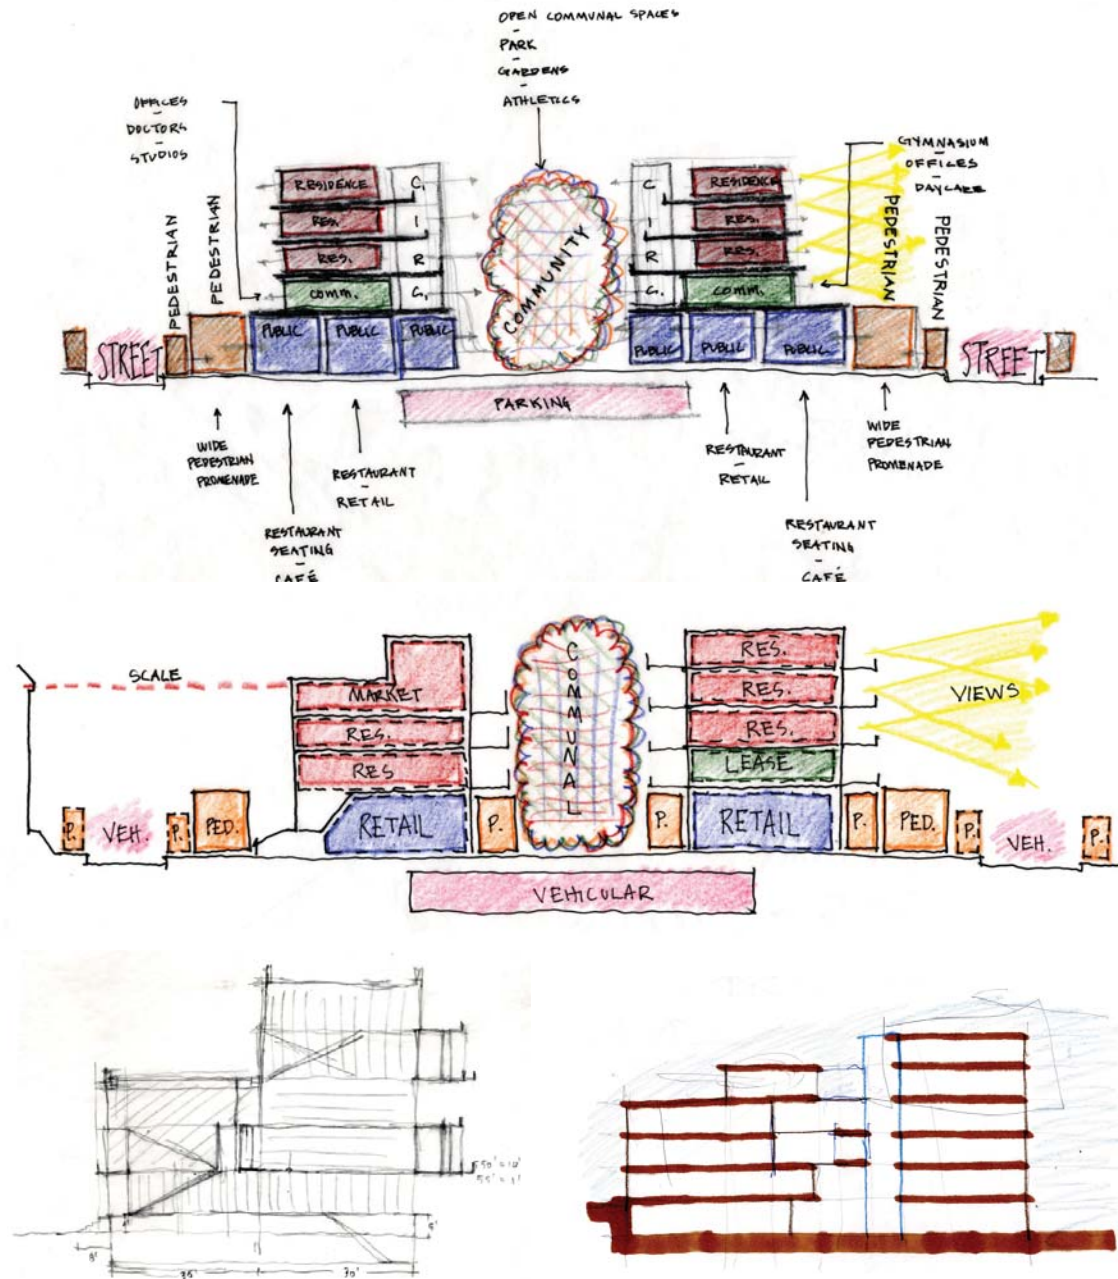 OPEN COMMUNAL SPACES
-
PARK
-
GARDENS
-
ATHLETICS
OFFICES
-
DOCTORS
-
STUDIOS
GYMNASIUM
-
OFFICES
-
DAYCARE
RESIDENCE
C.
COMMUNITY
C.
RESIDENCE
RES.
I
I
RES.
RES.
R
R
RES.
COMM.
C.
C.
COMM.
PEDESTRIAN
PEDESTRIAN
PEDESTRIAN
PEDESTRIAN
STREET
PUBLIC
PUBLIC
PUBLIC
PUBLIC
PUBLIC
PUBLIC
STREE
PARKING
WIDE
PEDESTRIAN
PROMENADE
RESTAURANT
-
RETAIL
RESTAURANT
SEATING
-
CAFÉ
RESTAURANT
-
RETAIL
WIDE
PEDESTRIAN
PROMENADE
RESTAURANT
SEATING
-
CAFÉ
SCALE
MARKET
RES.
RES
COMMUNAL
RES.
RES.
RES.
LEASE
VIEWS
P.
VEH.
P.
PED.
RETAIL
P.
P.
RETAIL
P.
PED.
P.
VEH.
P.
VEHICULAR